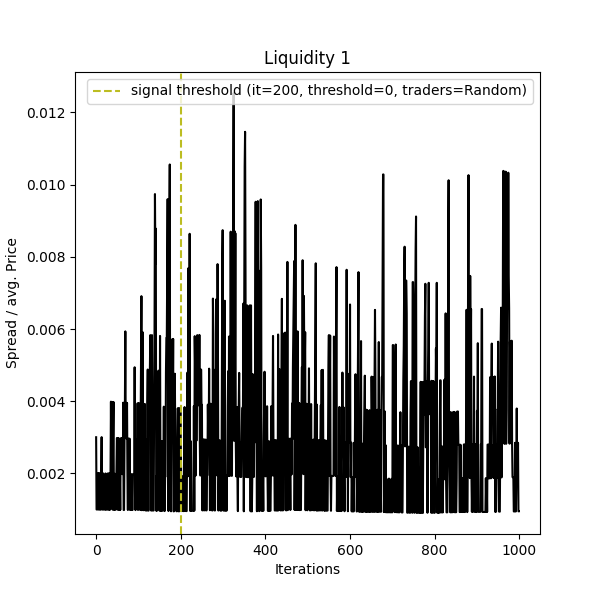 Liquidity 1
signal threshold (it=200, threshold=0, traders=Random)
0.012
0.010
0.008
0.006
0.004
0.002
Spread / avg. Price
0 200 400 600 800 1000
Iterations